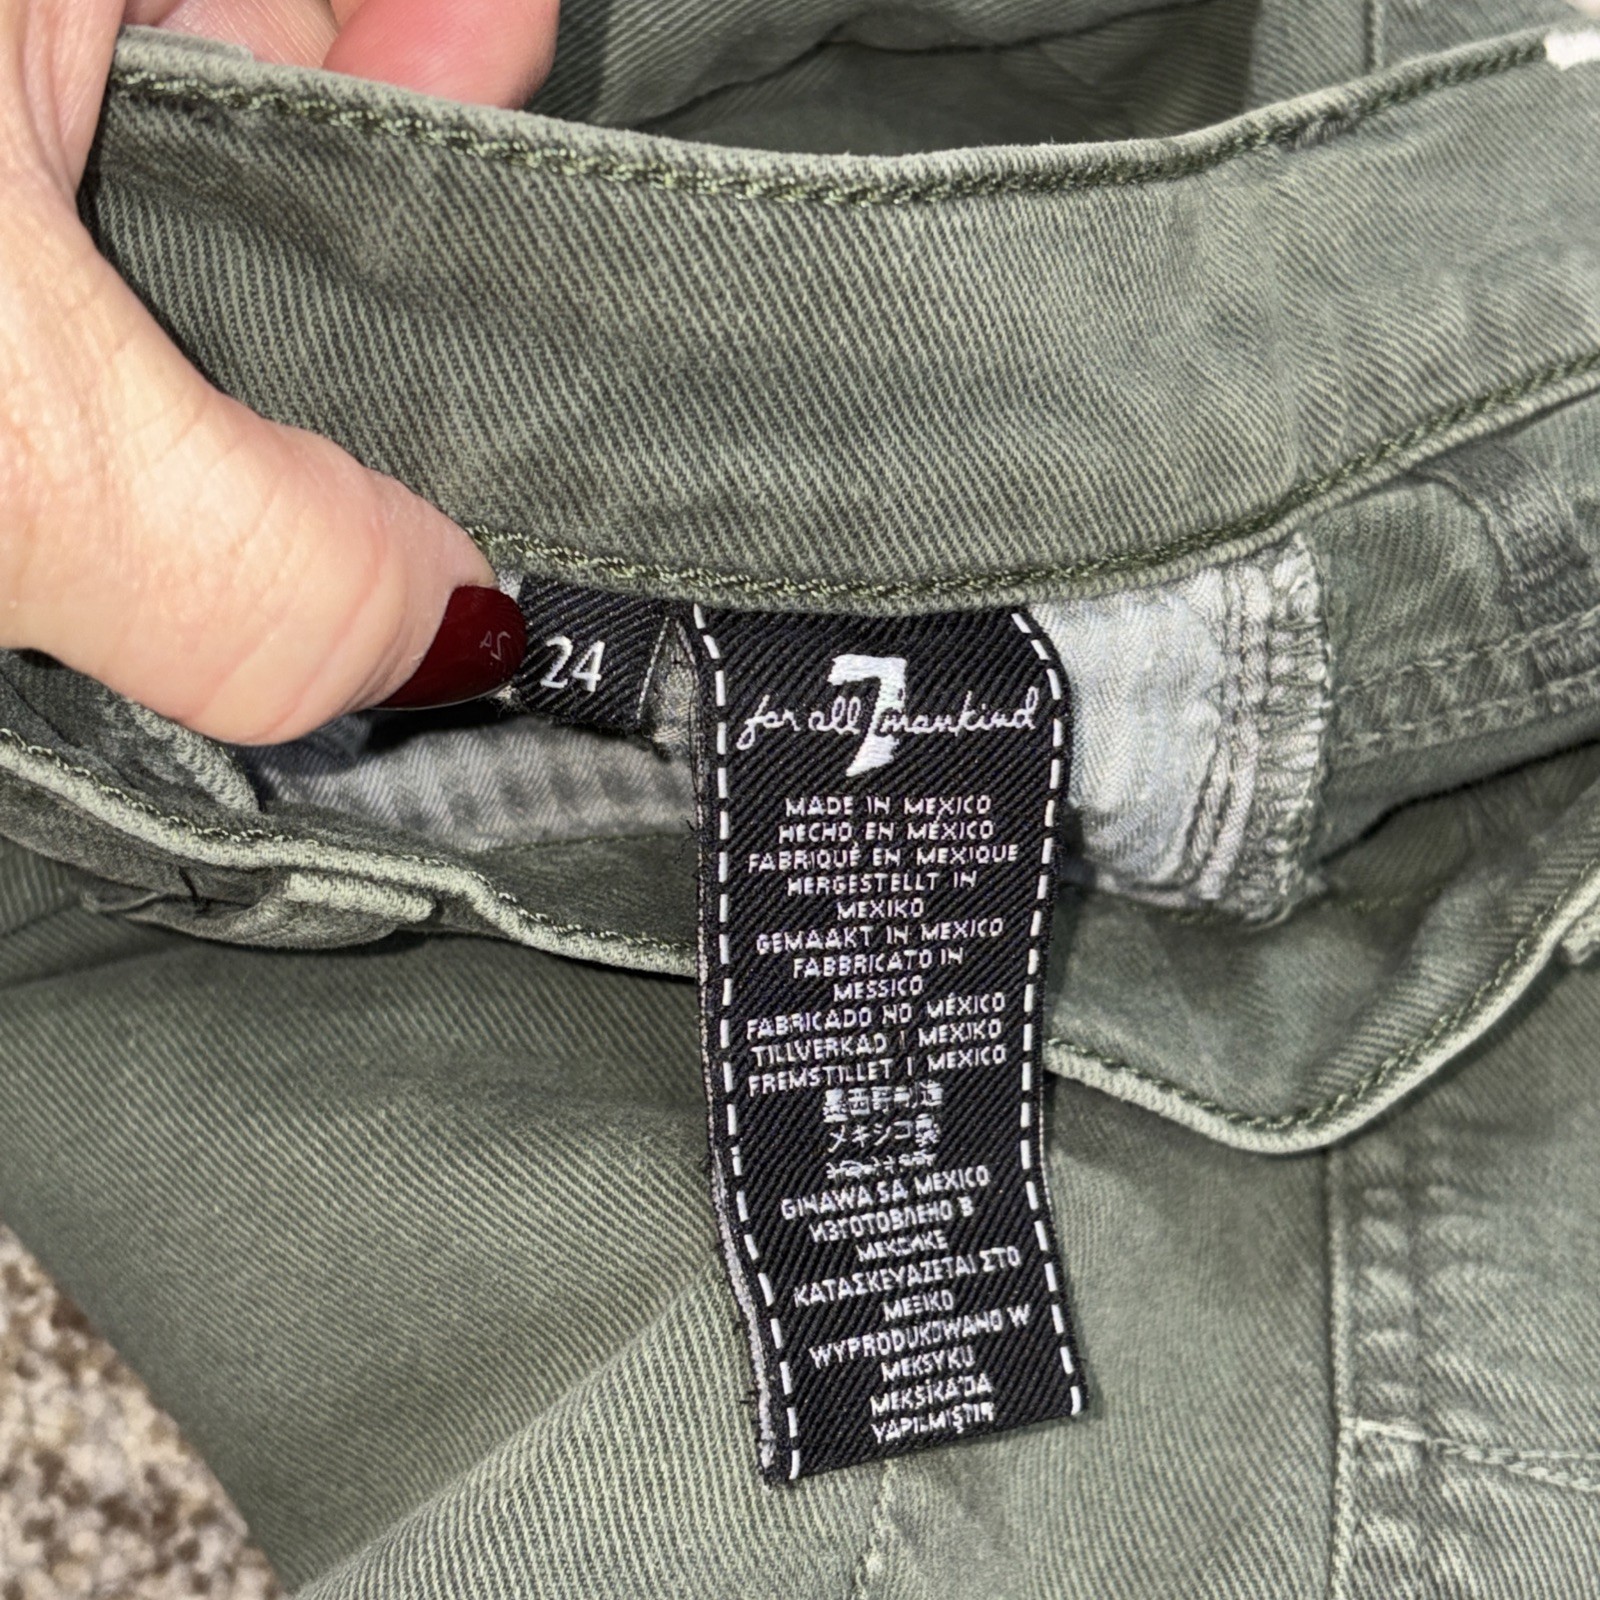 24
7
for all mankind
MADE IN MEXICO
HECHO EN MÉXICO
FABRIQUÉ EN MEXIQUE
HERGESTELLT IN
MEXIKO
GEMAAKT IN MEXICO
FABBRICATO IN
MESSICO
FABRICADO NO MÉXICO
TILLVERKAD I MEXIKO
FREMSTILLET I MEXICO
墨西哥制造
メキシコ製
GINAWA SA MEXICO
ИЗГОТОВЛЕНО В
МЕКСИКЕ
ΚΑΤΑΣΚΕΥΑΖΕΤΑΙ ΣΤΟ
ΜΕΞΙΚΟ
WYPRODUKOWANO W
MEKSYKU
MEKSİKA'DA
YAPILMIŞTIR